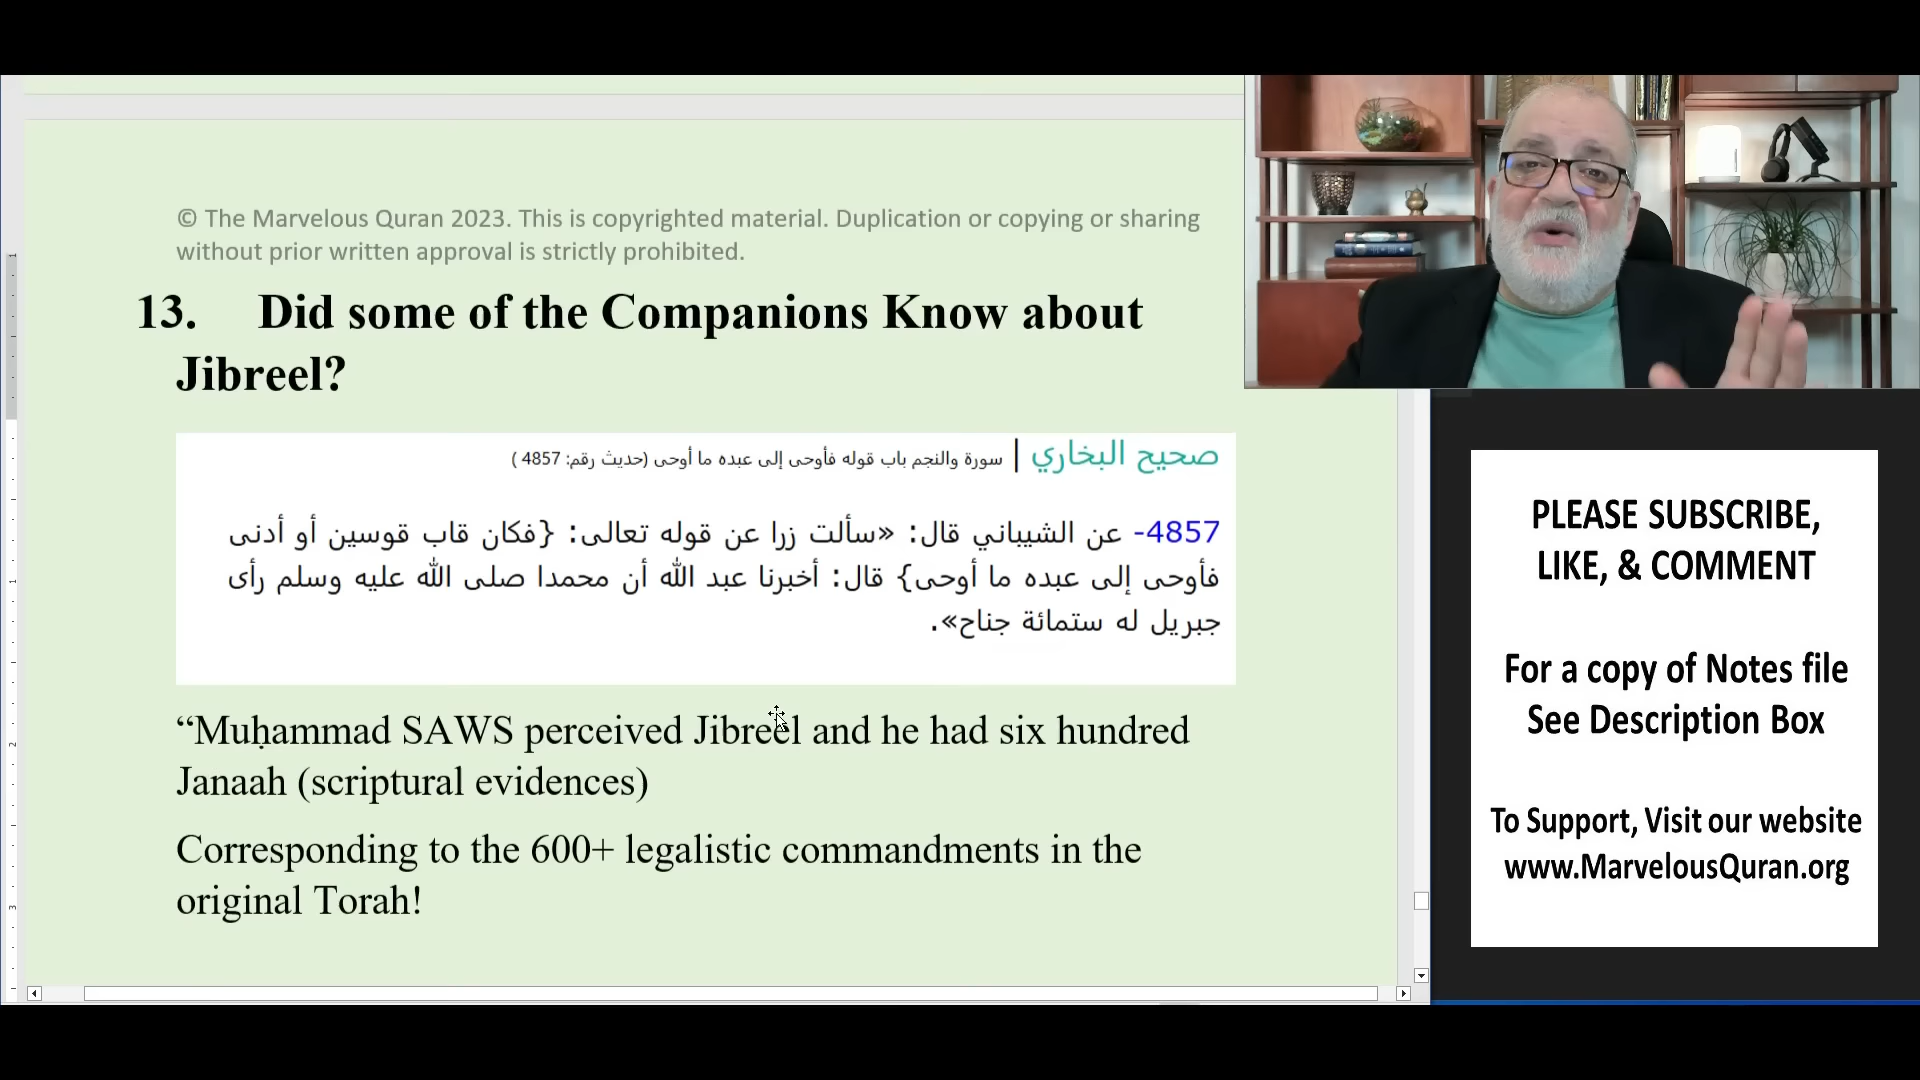 © The Marvelous Quran 2023. This is copyrighted material. Duplication or copying or sharing
without prior written approval is strictly prohibited.
13. Did some of the Companions Know about
Jibreel?
صحيح البخاري | سورة والنجم باب قوله فأوحى إلى عبده ما أوحى (حديث رقم: 4857 )
4857- عن الشيباني قال: «سألت زرا عن قوله تعالى: {فكان قاب قوسين أو أدنى
فأوحى إلى عبده ما أوحى} قال: أخبرنا عبد الله أن محمدا صلى الله عليه وسلم رأى
جبريل له ستمائة جناح».
“Muḥammad SAWS perceived Jibreel and he had six hundred
Janaah (scriptural evidences)
Corresponding to the 600+ legalistic commandments in the
original Torah!
PLEASE SUBSCRIBE,
LIKE, & COMMENT
For a copy of Notes file
See Description Box
To Support, Visit our website
www.MarvelousQuran.org